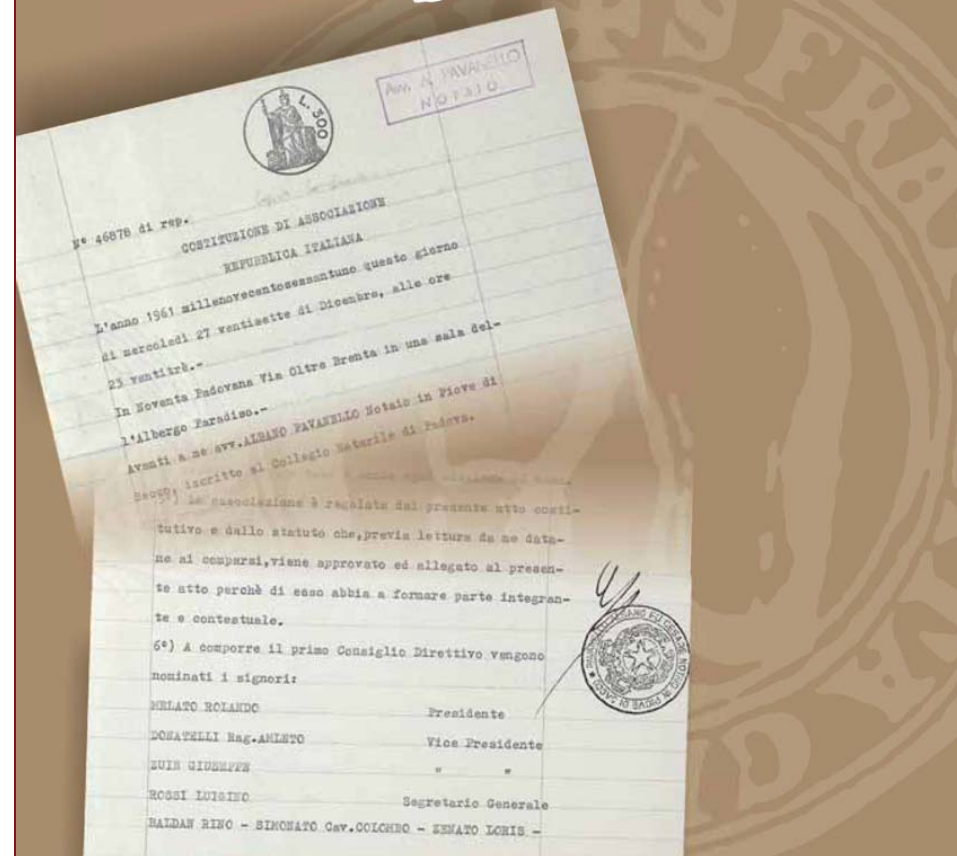 L. 300
Avv. A. PAVANELLO
NOTAIO
N° 46878 di rep.
COSTITUZIONE DI ASSOCIAZIONE
REPUBBLICA ITALIANA
L'anno 1961 millenovecentosessantuno questo giorno
di mercoledì 27 ventisette di Dicembre, alle ore
23 ventitrè.-
In Noventa Padovana Via Oltre Brenta in una sala del-
l'Albergo Paradiso.-
Avanti a me avv.ALBANO PAVANELLO Notaio in Piove di
Sacco, iscritto al Collegio Notarile di Padova.
5°) La associazione è regolata dal presente atto costi-
tutivo e dallo statuto che,previa lettura da me data-
ne ai comparsi,viene approvato ed allegato al presen-
te atto perchè di esso abbia a formare parte integran-
te e contestuale.
6°) A comporre il primo Consiglio Direttivo vengono
nominati i signori:
MELATO ROLANDO Presidente
DONATELLI Rag.AMLETO Vice Presidente
ZUIN GIUSEPPE " "
ROSSI LUIGINO Segretario Generale
BALDAN RINO - SIMONATO Cav.COLOMBO - ZENATO LORIS -